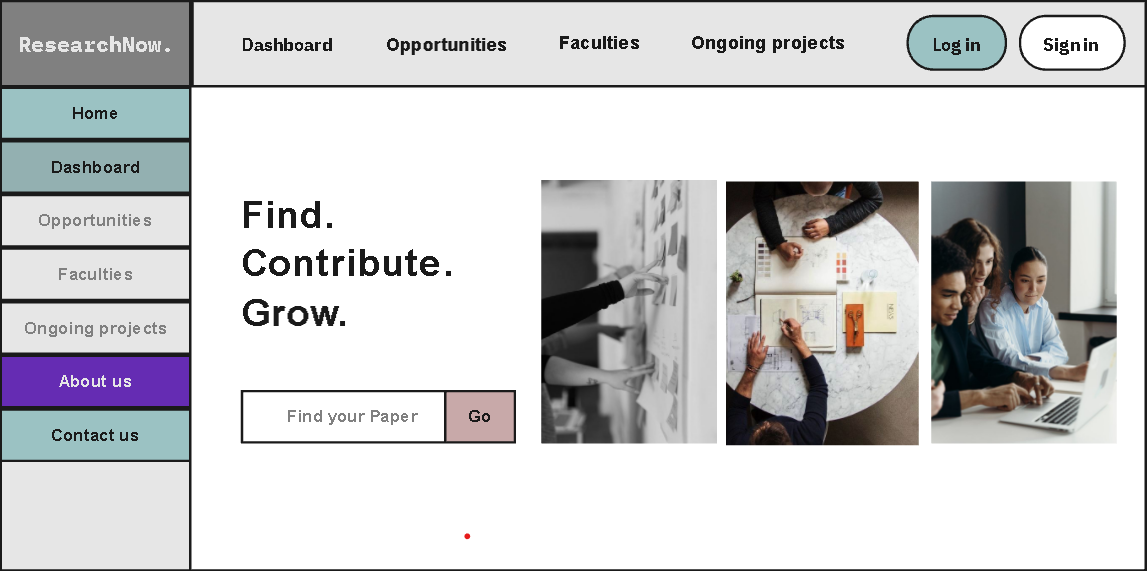 ResearchNow.
Dashboard
Opportunities
Faculties
Ongoing projects
Log in
Sign in
Home
Dashboard
Opportunities
Faculties
Ongoing projects
About us
Contact us
Find.
Contribute.
Grow.
Find your Paper
Go